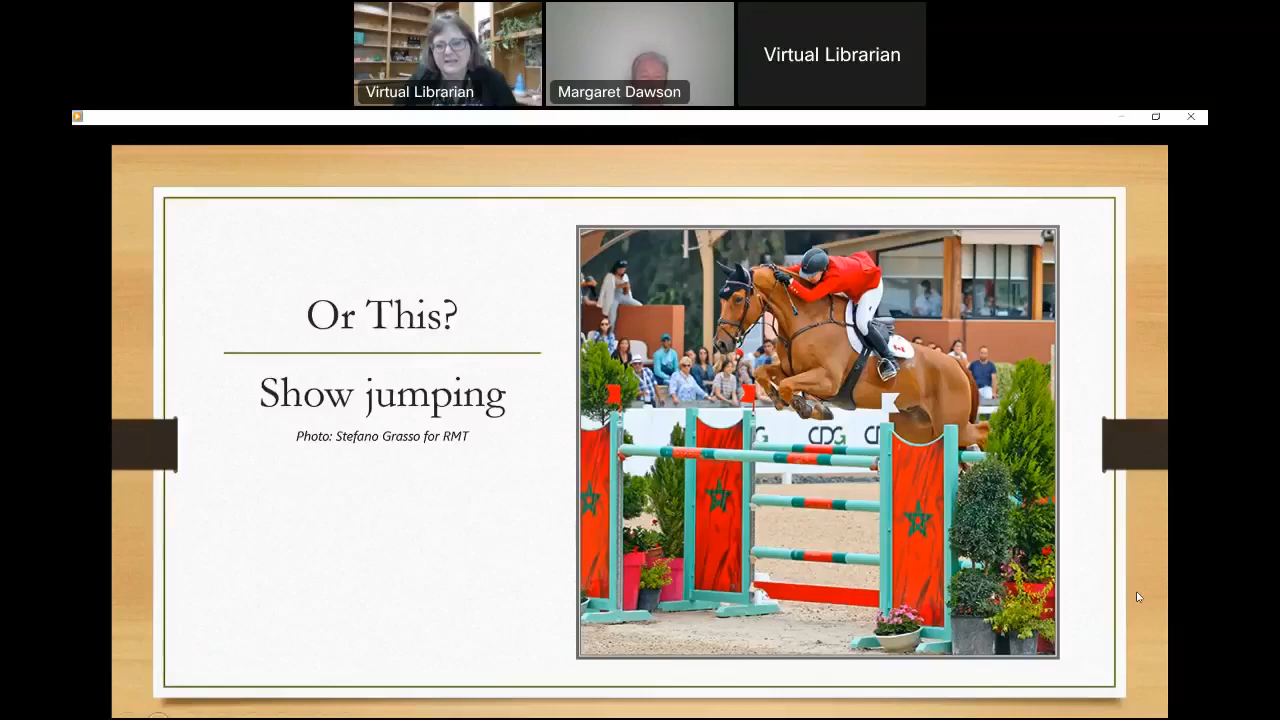 Virtual Librarian
Virtual Librarian
Margaret Dawson
Or This?
Show jumping
Photo: Stefano Grasso for RMT
CDG